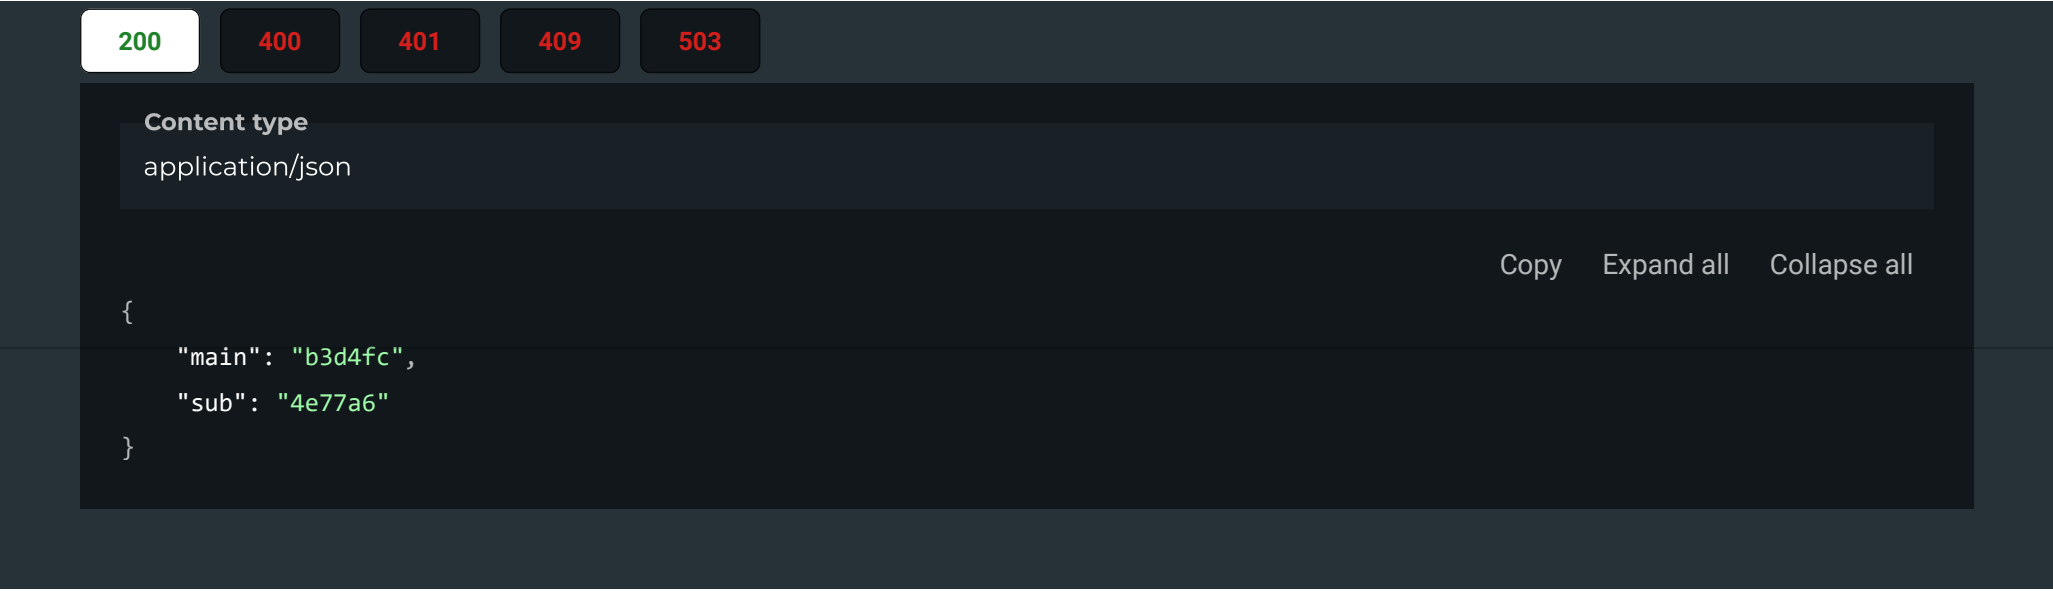 200 400 401 409 503
Content type
application/json
Copy Expand all Collapse all
{
"main": "b3d4fc",
"sub": "4e77a6"
}